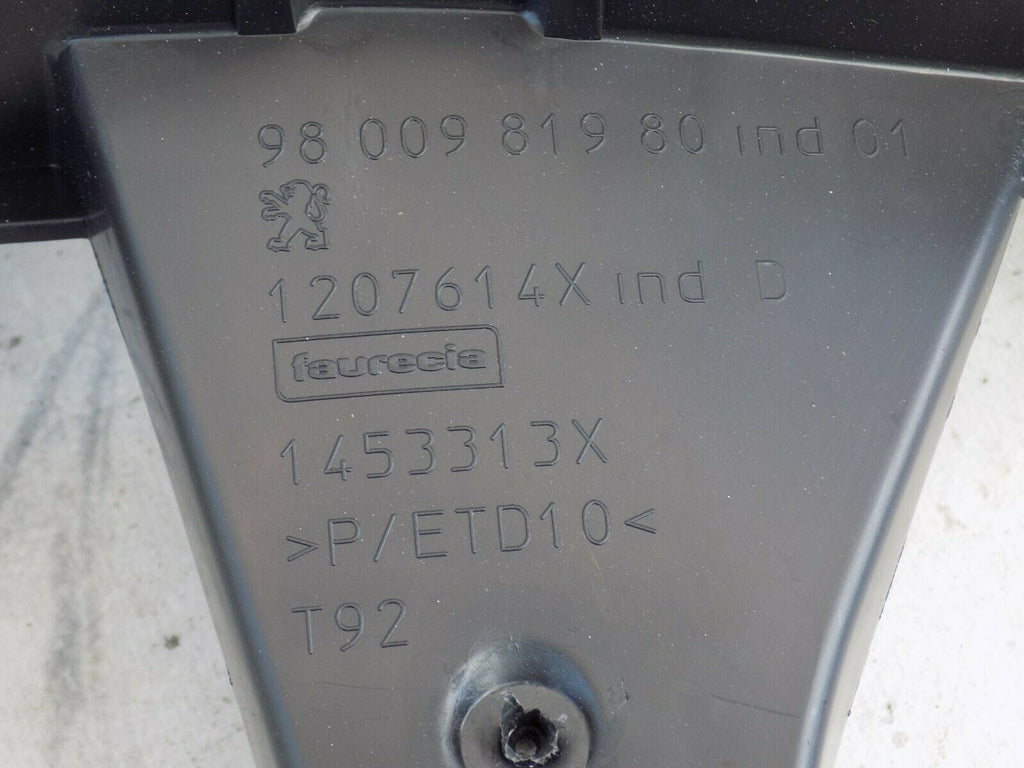 98 009 819 80 ind 01
1207614X ind D
faurecia
1453313X
>P/ETD10<
T92